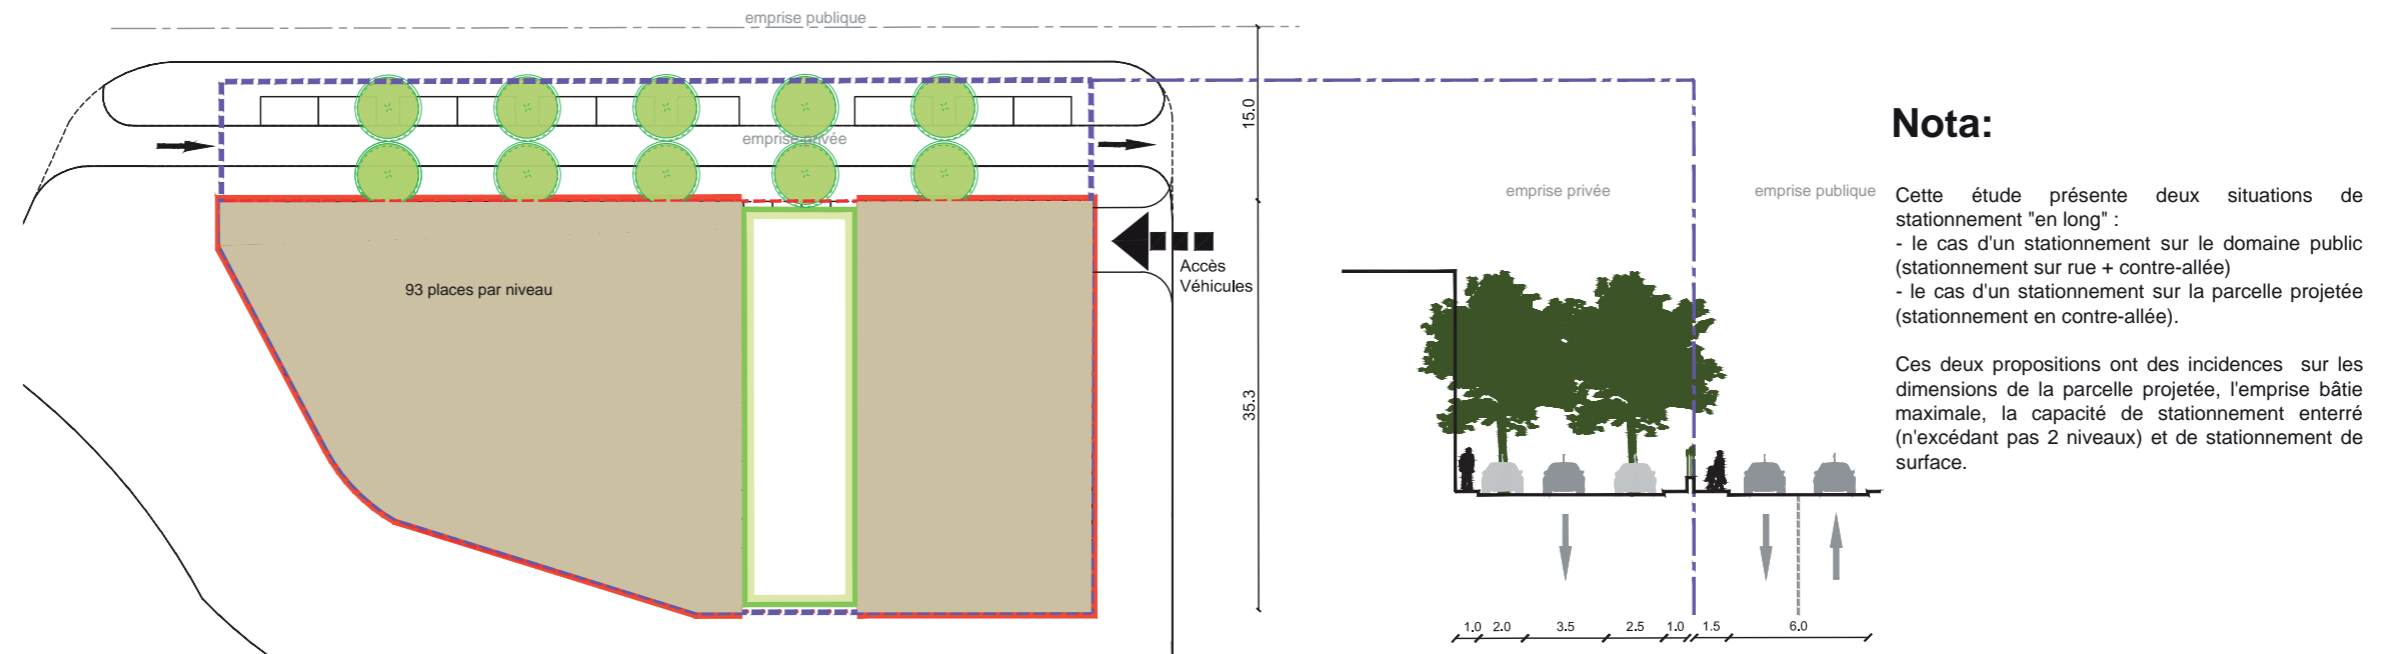 emprise publique
emprise privée
93 places par niveau
Accès
Véhicules
15.0
35.3
emprise privée
emprise publique
1.0 2.0 3.5 2.5 1.0 1.5 6.0
Nota:
Cette étude présente deux situations de
stationnement "en long" :
- le cas d'un stationnement sur le domaine public
(stationnement sur rue + contre-allée)
- le cas d'un stationnement sur la parcelle projetée
(stationnement en contre-allée).
Ces deux propositions ont des incidences sur les
dimensions de la parcelle projetée, l'emprise bâtie
maximale, la capacité de stationnement enterré
(n'excédant pas 2 niveaux) et de stationnement de
surface.